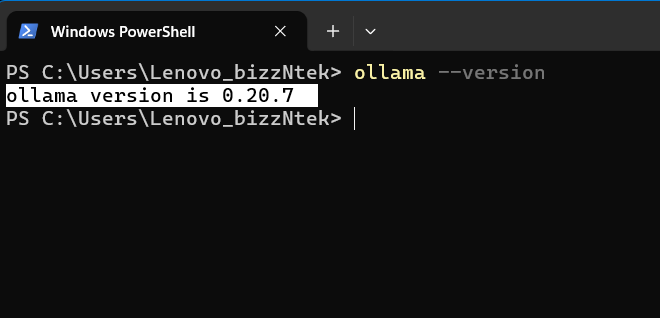 Windows PowerShell
PS C:\Users\Lenovo_bizzNtek> ollama --version
ollama version is 0.20.7
PS C:\Users\Lenovo_bizzNtek>